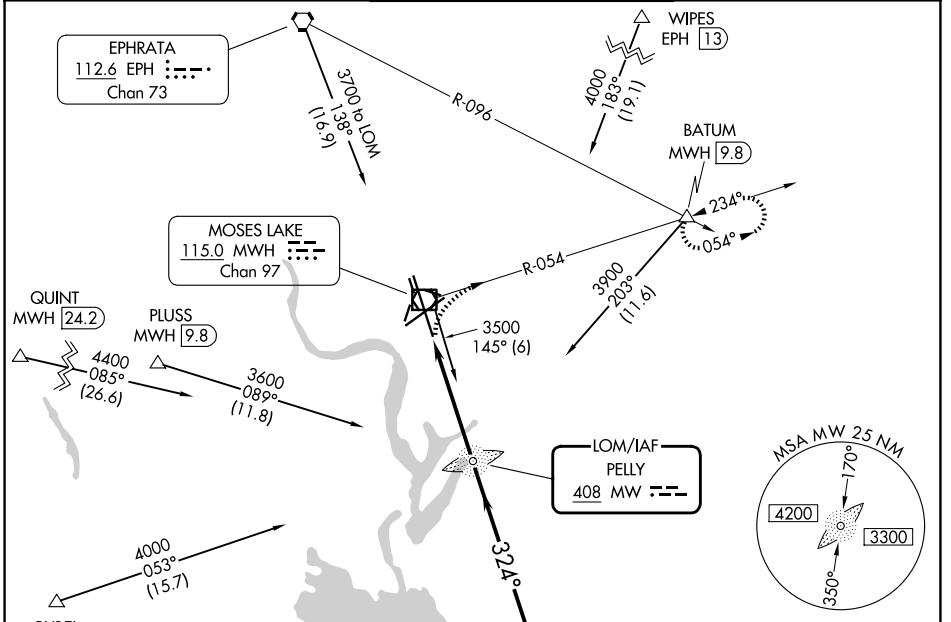 EPHRATA
112.6 EPH
Chan 73
3700 to LOM
138°
(16.9)
WIPES
EPH 13
4000
183°
(19.1)
R-096
BATUM
MWH 9.8
234°
054°
MOSES LAKE
115.0 MWH
Chan 97
R-054
3900
203°
(11.6)
3500
145° (6)
QUINT
MWH 24.2
4400
085°
(26.6)
PLUSS
MWH 9.8
3600
089°
(11.8)
LOM/IAF
PELLY
408 MW
MSA MW 25 NM
170°
4200
3300
350°
324°
4000
053°
(15.7)